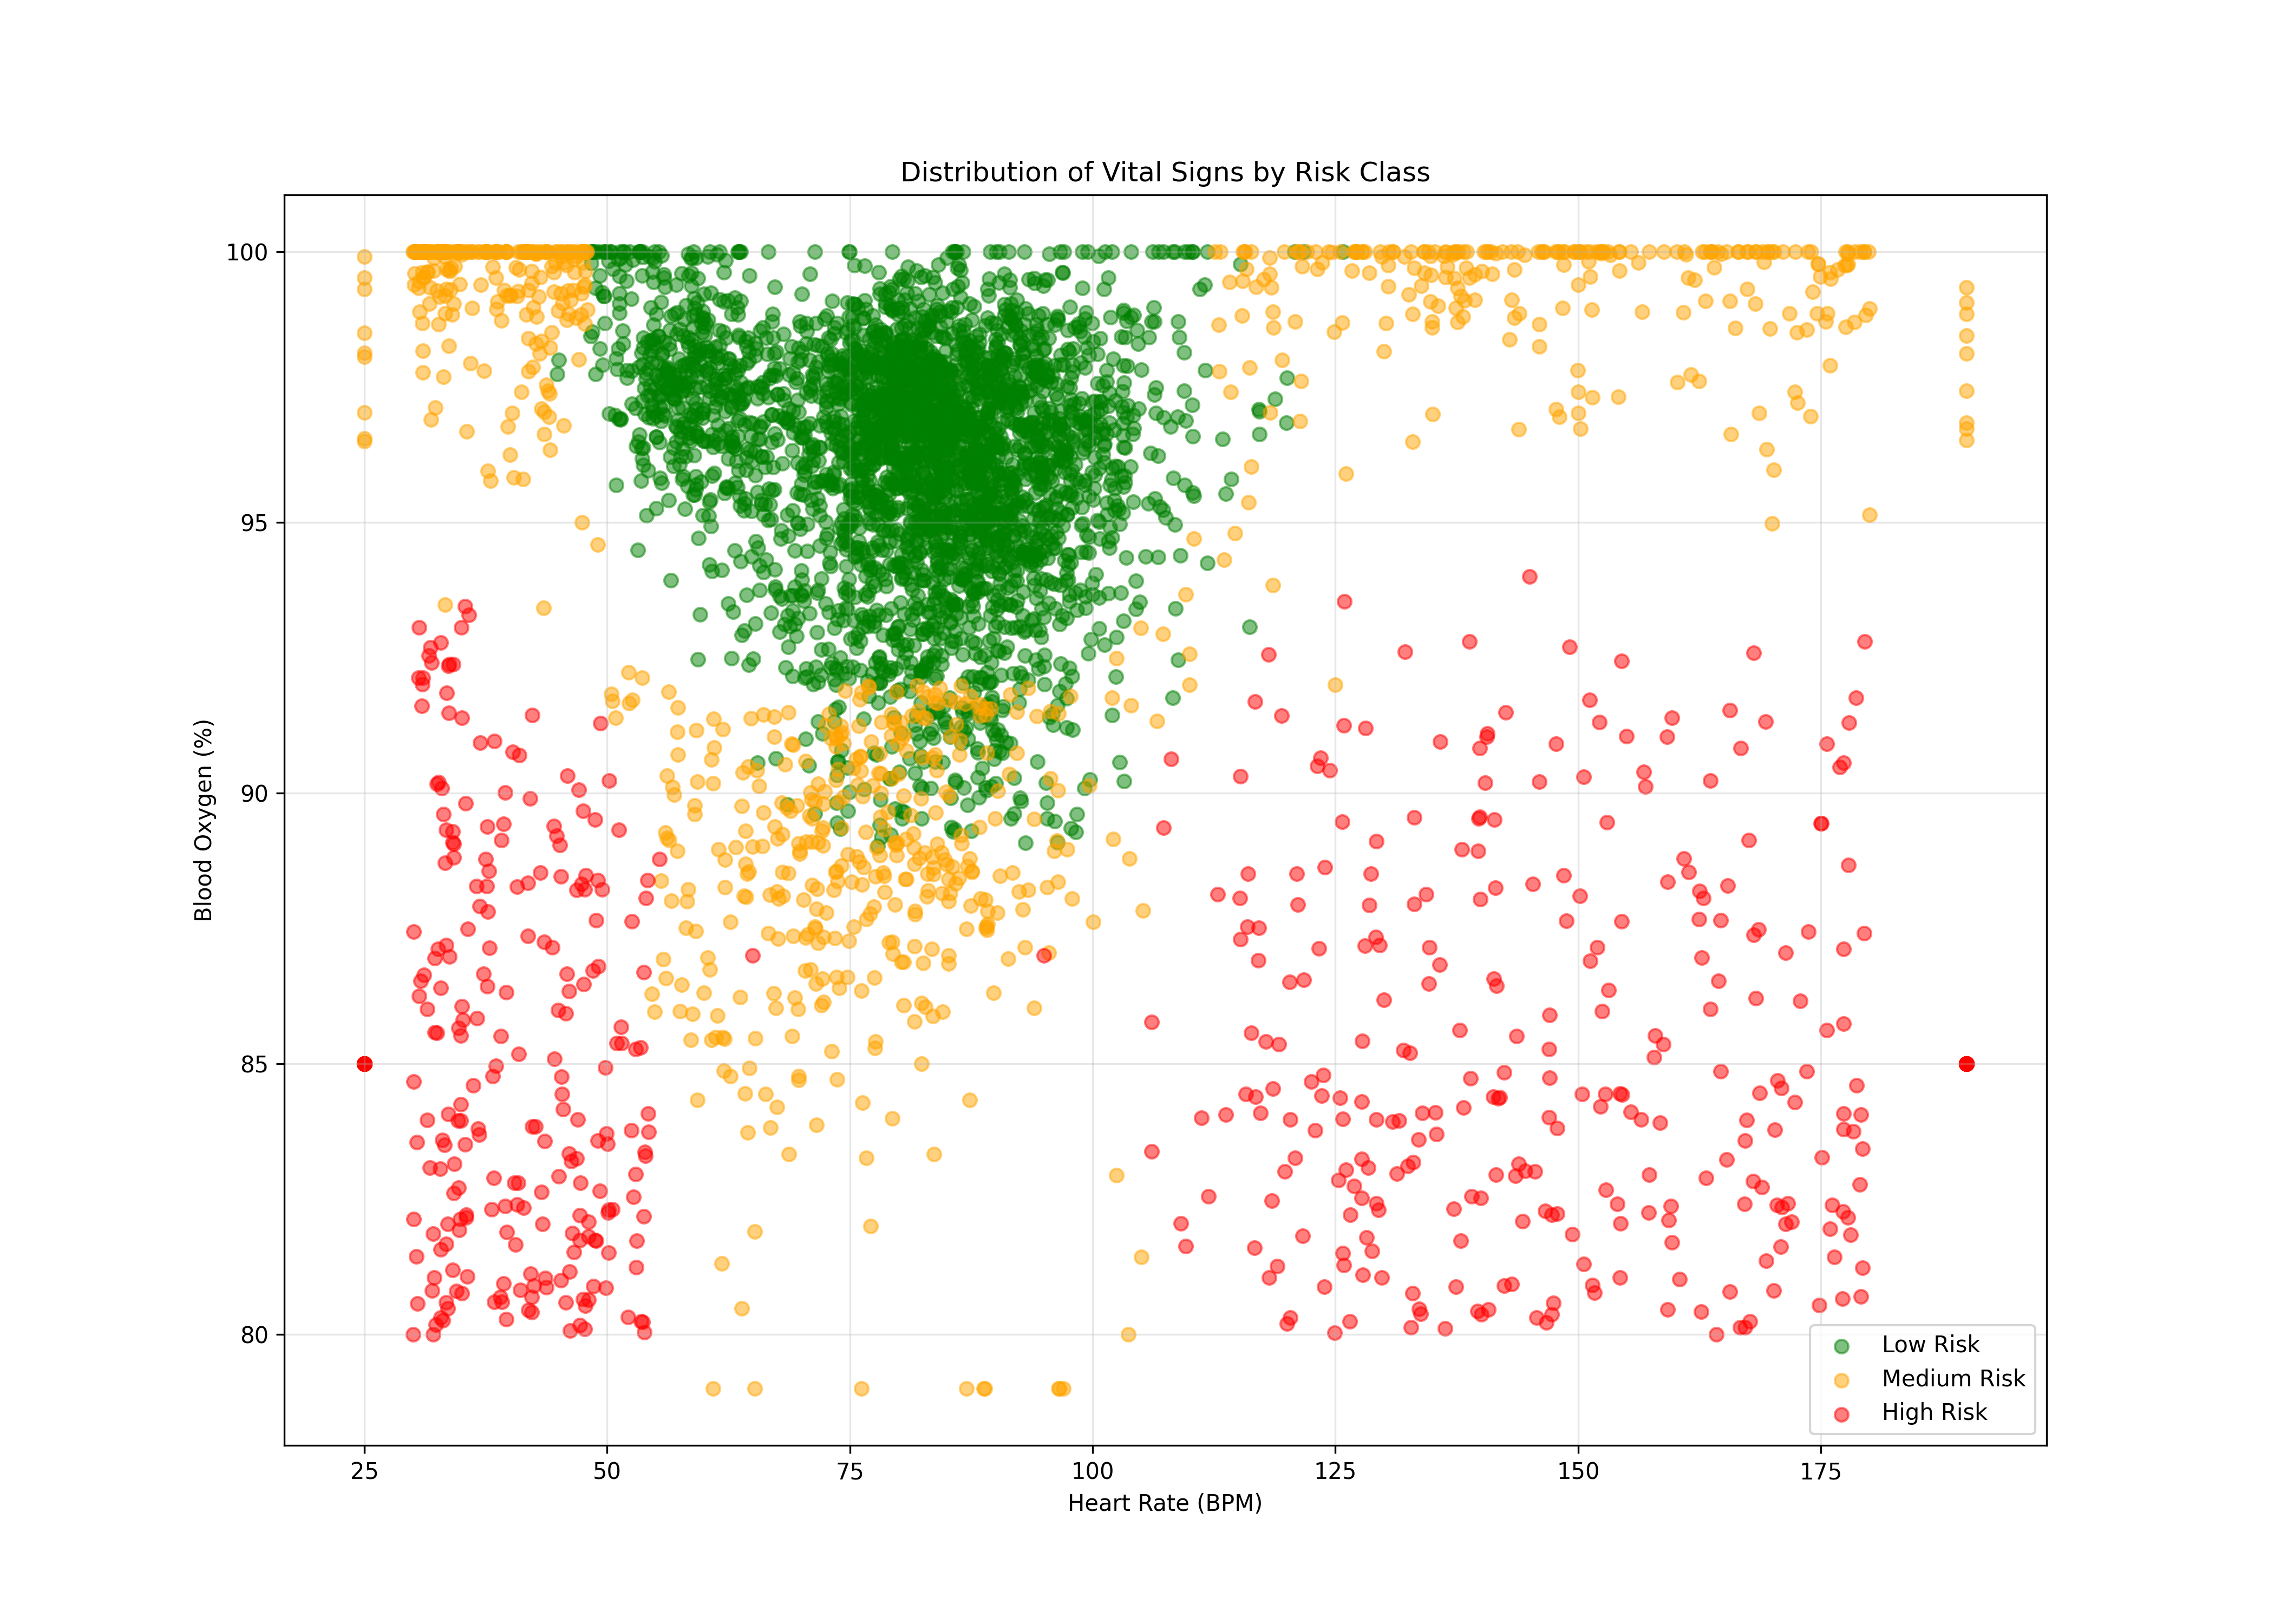 Distribution of Vital Signs by Risk Class
Blood Oxygen (%)
100
95
90
85
80
25 50 75 100 125 150 175
Heart Rate (BPM)
Low Risk
Medium Risk
High Risk